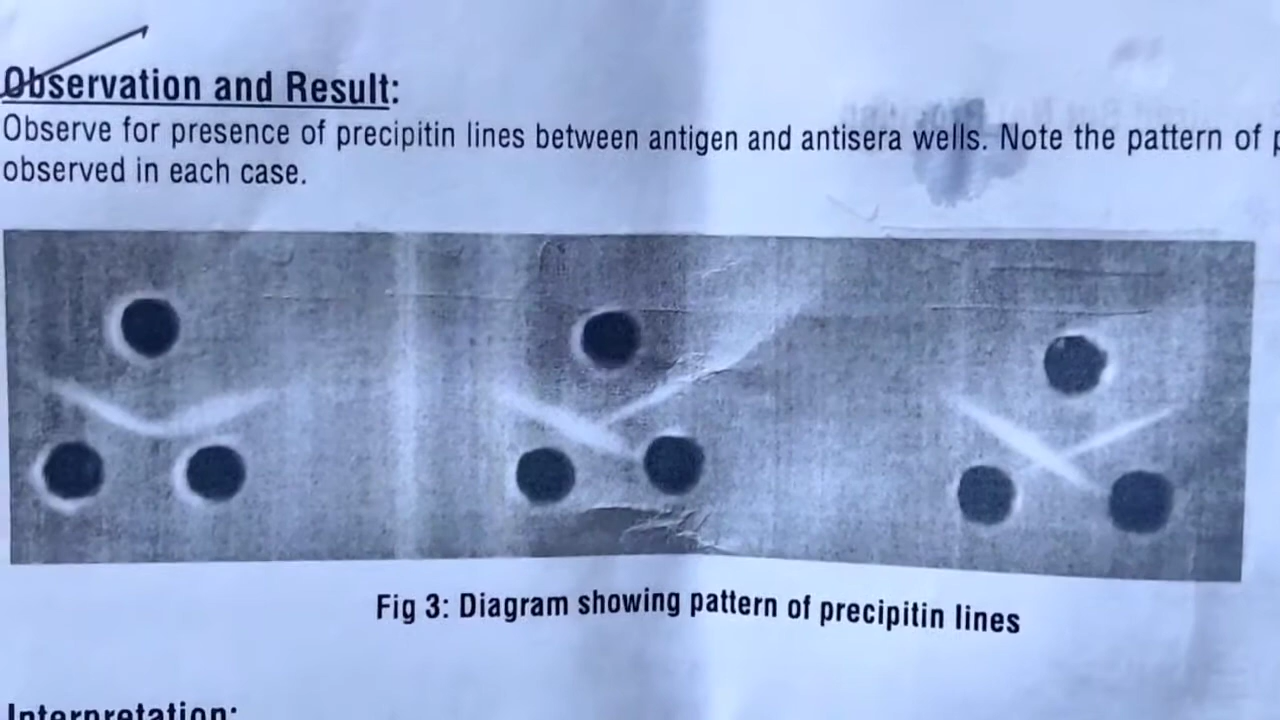 Observation and Result:
Observe for presence of precipitin lines between antigen and antisera wells. Note the pattern of
observed in each case.
Fig 3: Diagram showing pattern of precipitin lines
Interpretation: